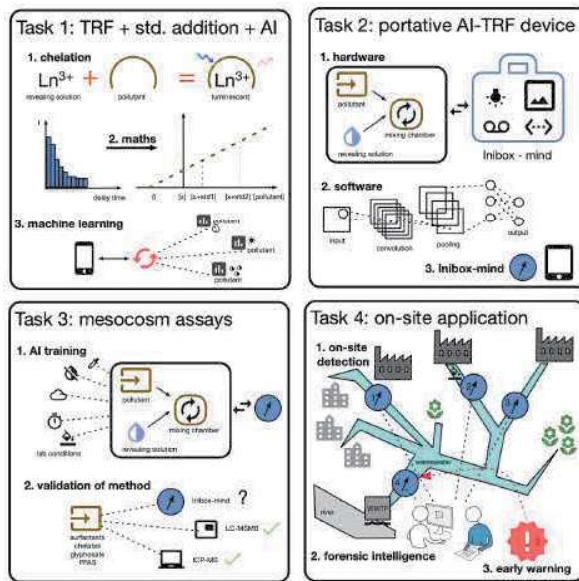 Task 1: TRF + std. addition + AI
1. chelation
Ln3+ + = Ln3+
revealing solution pollutant luminescent
2. maths
delay time
0 [x] [x+std1] [x+std2] [pollutant]
3. machine learning
pollutant
pollutant
pollutant
Task 2: portative AI-TRF device
1. hardware
pollutant
mixing chamber
revealing solution
Inibox - mind
2. software
input
convolution
pooling
output
3. Inibox-mind
Task 3: mesocosm assays
1. AI training
pollutant
mixing chamber
revealing solution
lab conditions
2. validation of method
Inibox-mind ?
surfactants
chelates
glyphosate
PFAS
LC-MSMS
ICP-MS
Task 4: on-site application
1. on-site
detection
WWTP
river
2. forensic intelligence
3. early warning